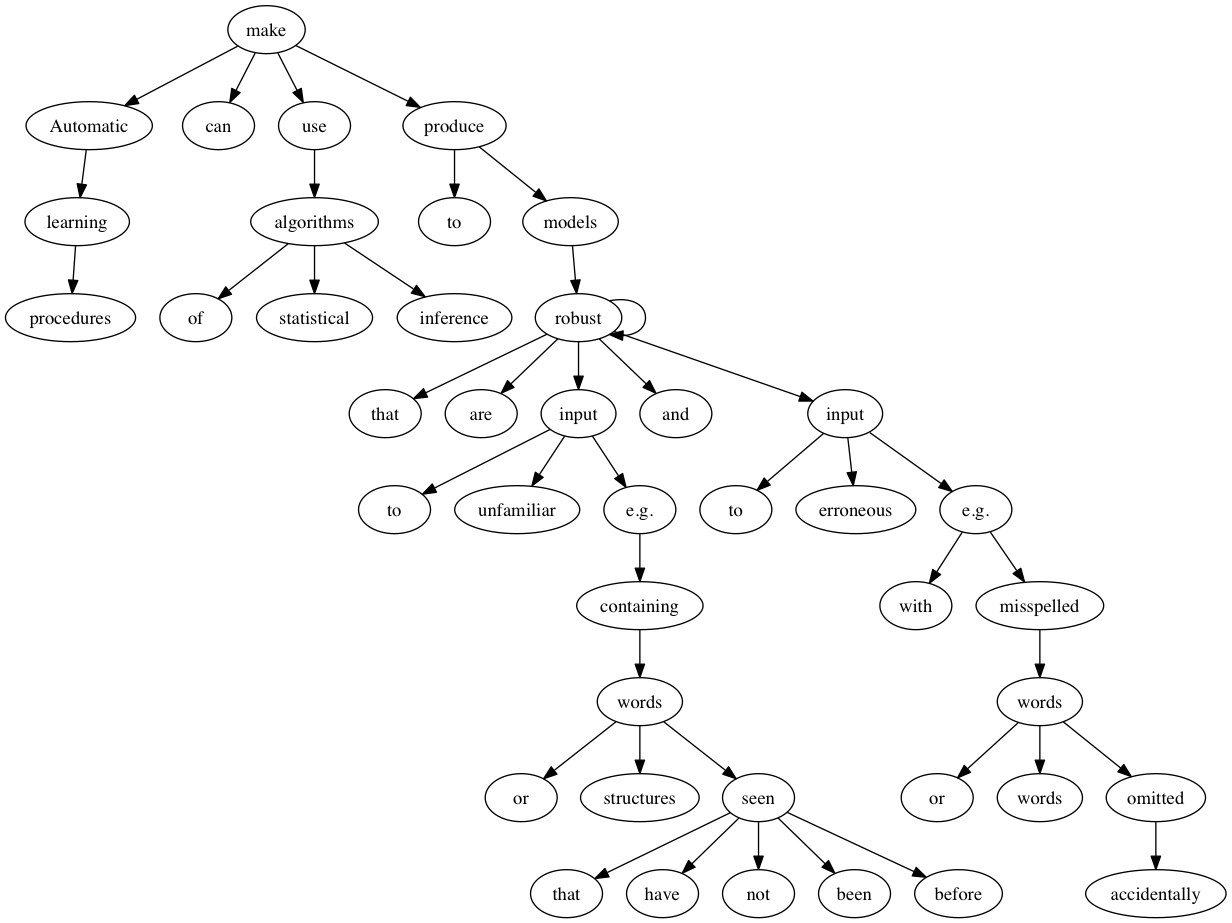 make
Automatic can use produce
learning algorithms to models
procedures of statistical inference robust
that are input and input
to unfamiliar e.g. to erroneous e.g.
containing with misspelled
words words
or structures seen or words omitted
that have not been before accidentally